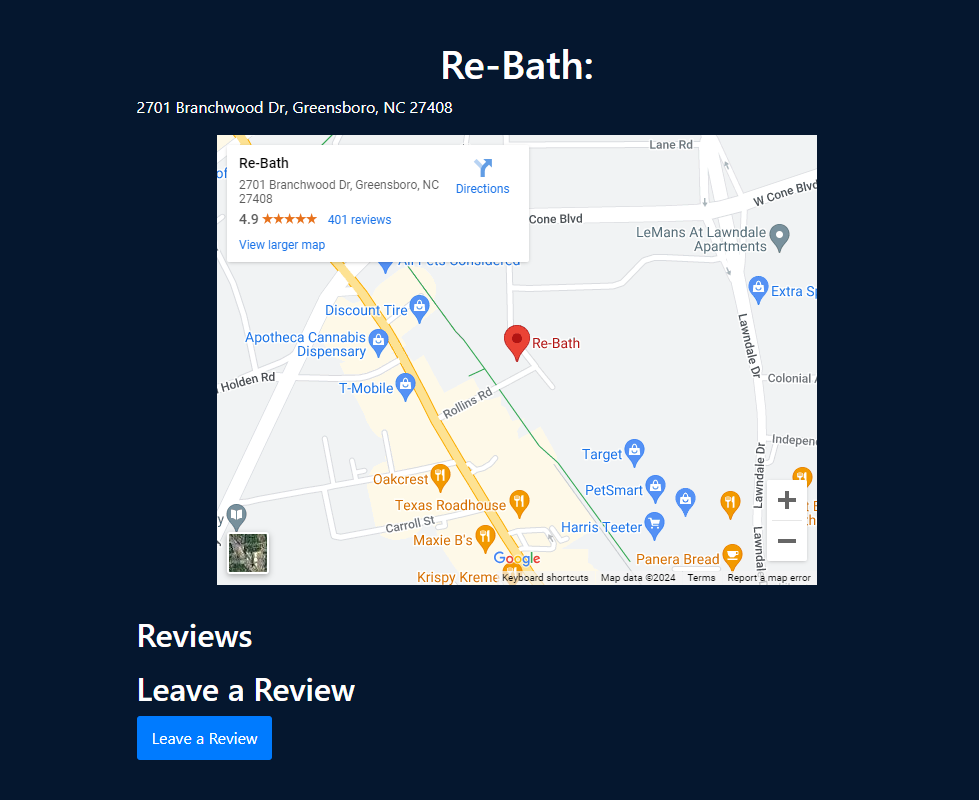 Re-Bath:
2701 Branchwood Dr, Greensboro, NC 27408
Re-Bath
2701 Branchwood Dr, Greensboro, NC
27408
Directions
4.9
401 reviews
View larger map
Lane Rd
W Cone Blvd
Cone Blvd
LeMans At Lawndale
Apartments
All Pets Considered
Extra Sp
Discount Tire
Apotheca Cannabis
Dispensary
Re-Bath
Lawndale Dr
Holden Rd
T-Mobile
Colonial A
Rollins Rd
Indepen
Target
Lawndale Dr
Oakcrest
PetSmart
Texas Roadhouse
Carroll St
Harris Teeter
Maxie B's
Lawndale
Google
Panera Bread
Krispy Kreme
Keyboard shortcuts
Map data ©2024
Terms
Report a map error
Reviews
Leave a Review
Leave a Review